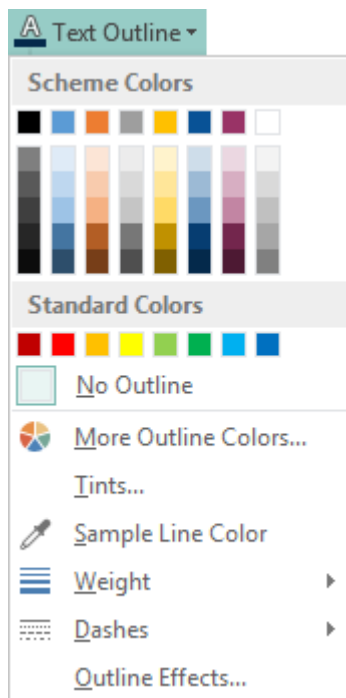 A Text Outline
Scheme Colors
Standard Colors
No Outline
More Outline Colors...
Tints...
Sample Line Color
Weight
Dashes
Outline Effects...